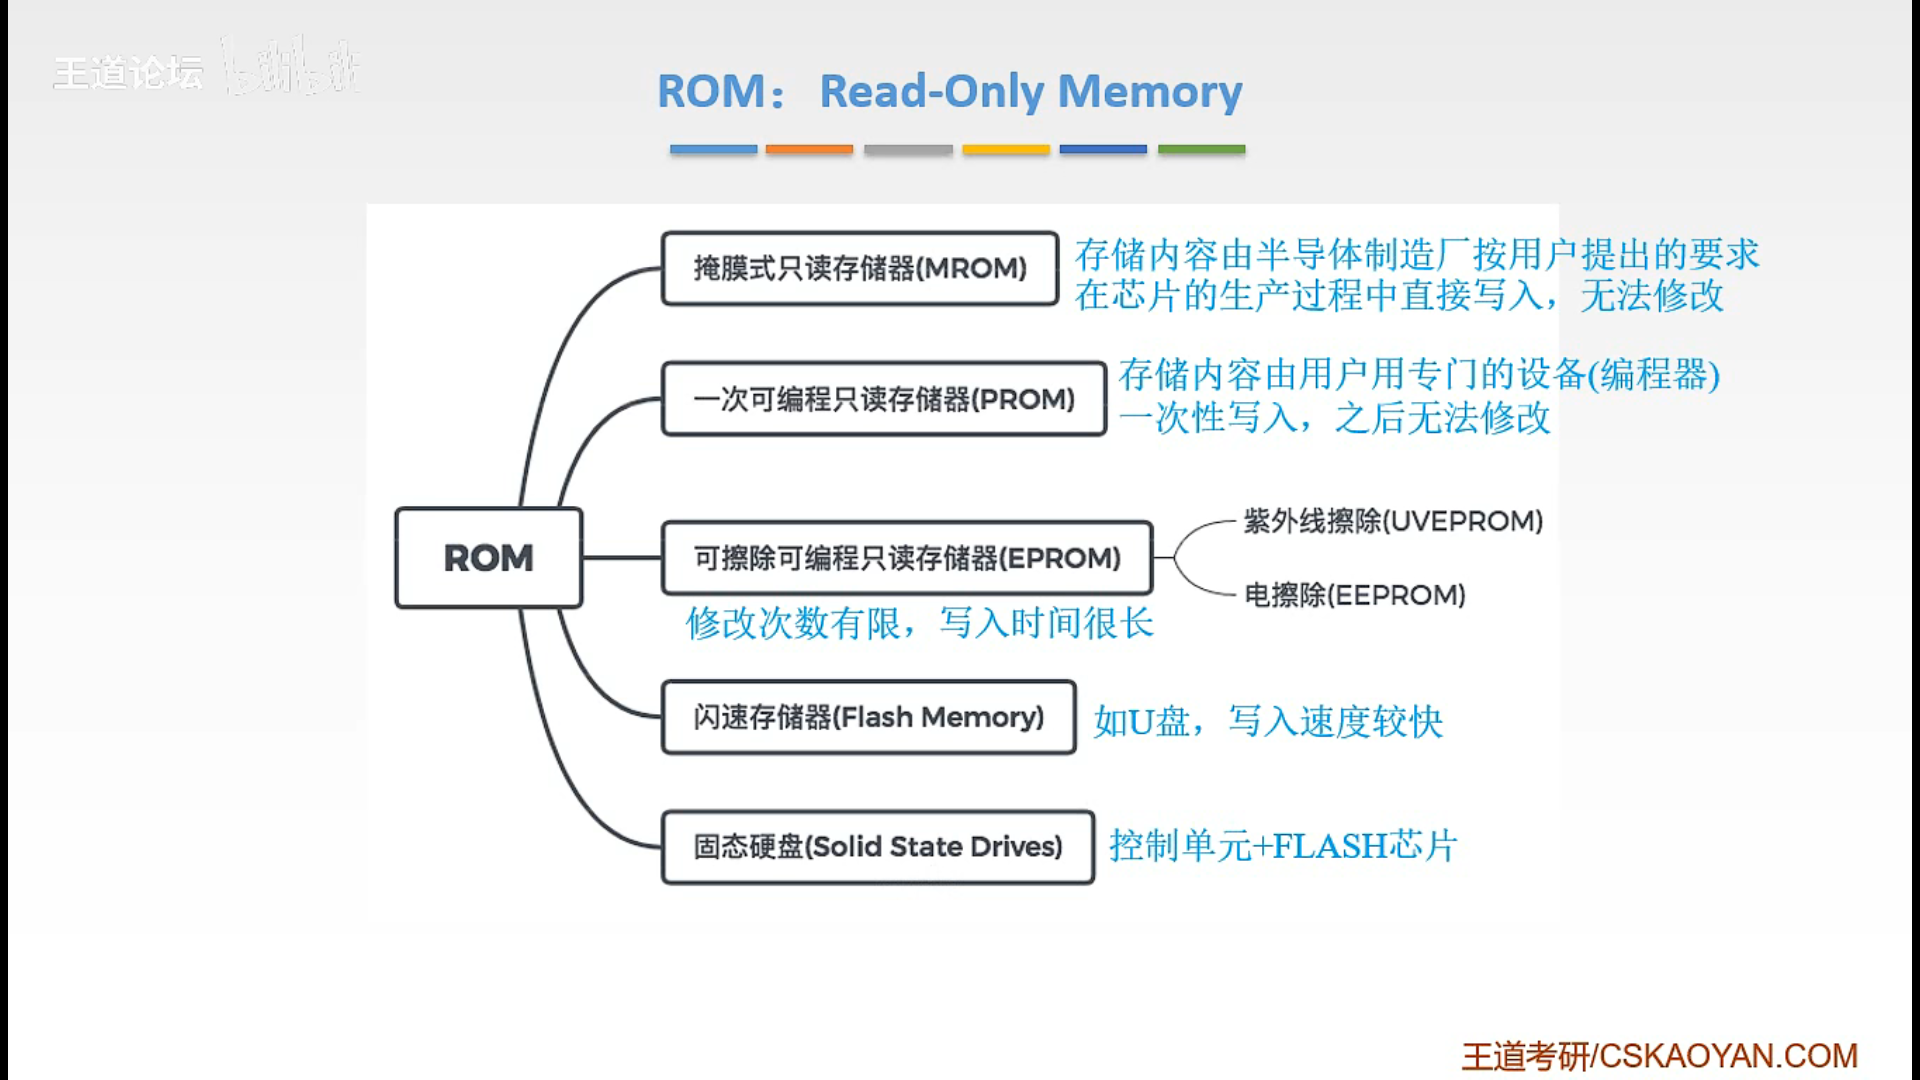 王道论坛 bilibili
ROM： Read-Only Memory
掩膜式只读存储器(MROM)
存储内容由半导体制造厂按用户提出的要求
在芯片的生产过程中直接写入，无法修改
一次可编程只读存储器(PROM)
存储内容由用户用专门的设备(编程器)
一次性写入，之后无法修改
ROM
可擦除可编程只读存储器(EPROM)
紫外线擦除(UVEPROM)
电擦除(EEPROM)
修改次数有限，写入时间很长
闪速存储器(Flash Memory)
如U盘，写入速度较快
固态硬盘(Solid State Drives)
控制单元+FLASH芯片
王道考研/CSKAOYAN.COM